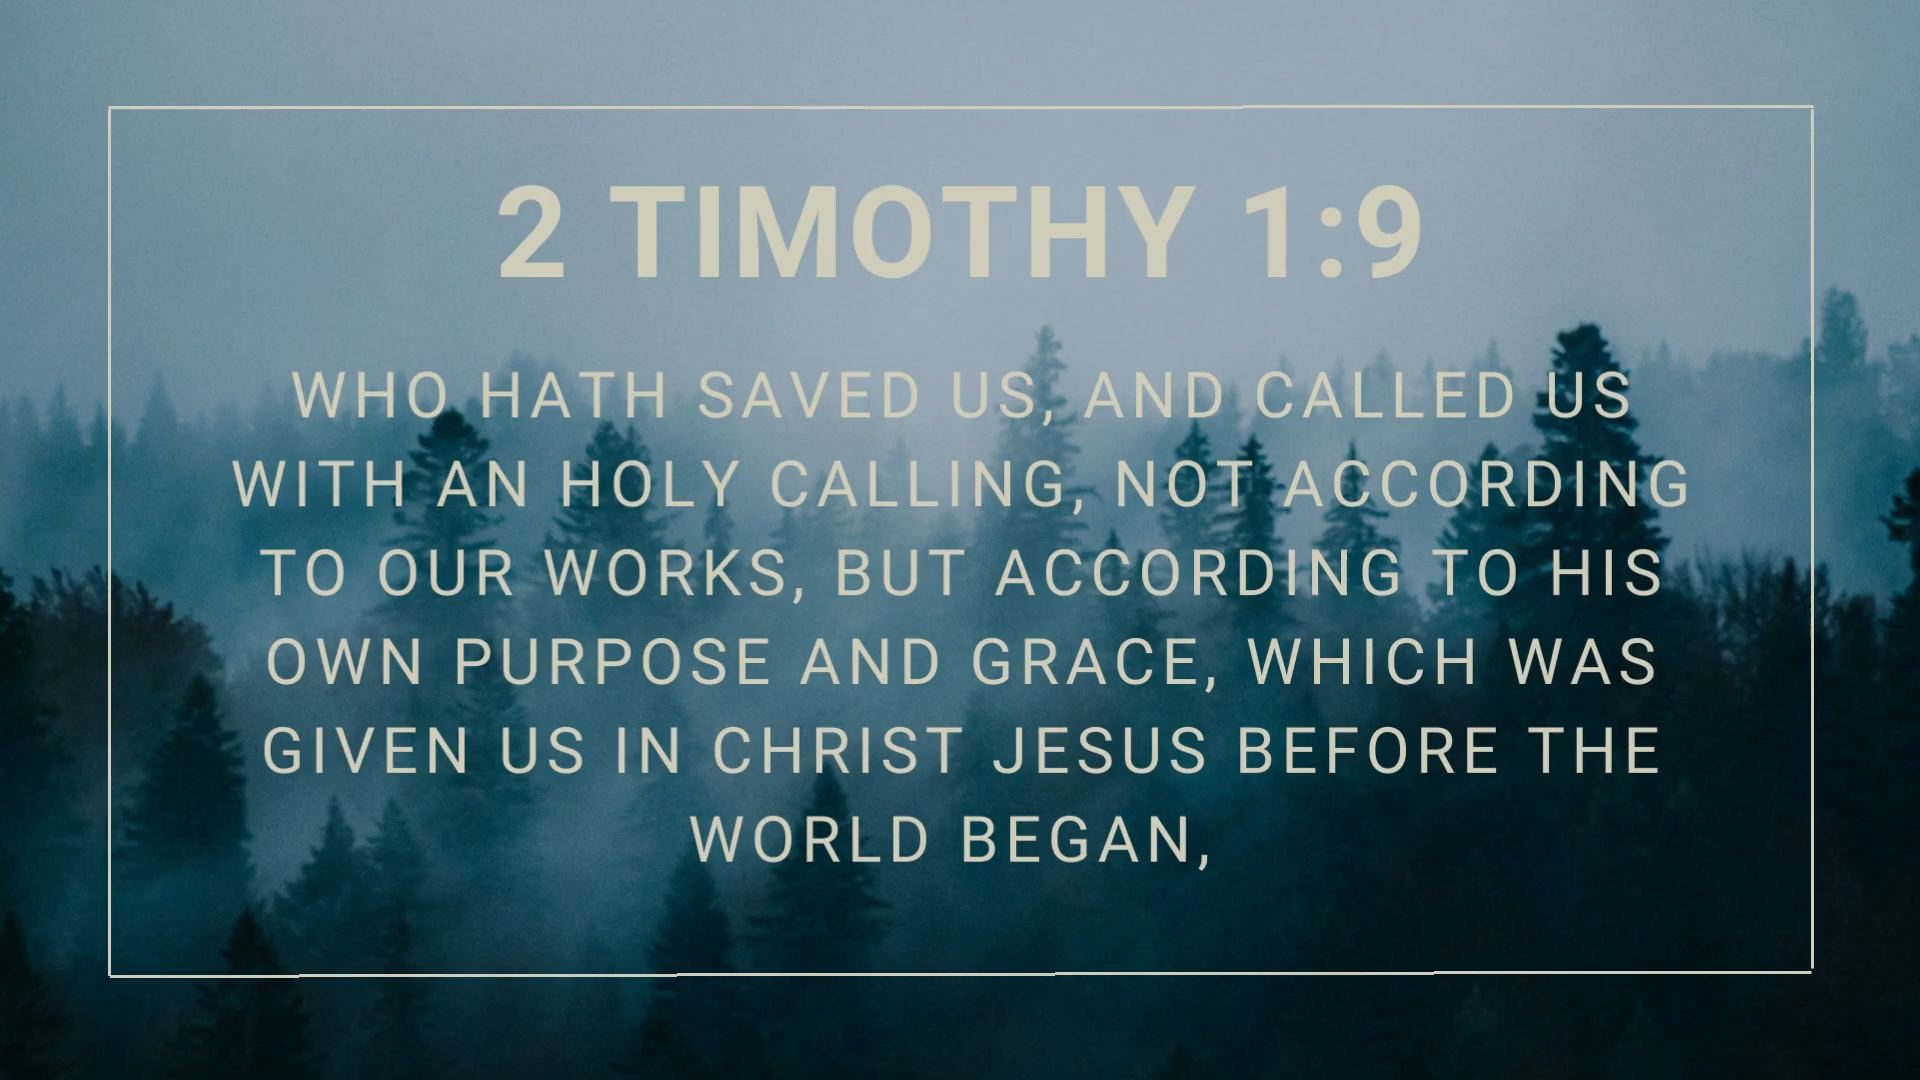 2 TIMOTHY 1:9
WHO HATH SAVED US, AND CALLED US
WITH AN HOLY CALLING, NOT ACCORDING
TO OUR WORKS, BUT ACCORDING TO HIS
OWN PURPOSE AND GRACE, WHICH WAS
GIVEN US IN CHRIST JESUS BEFORE THE
WORLD BEGAN,